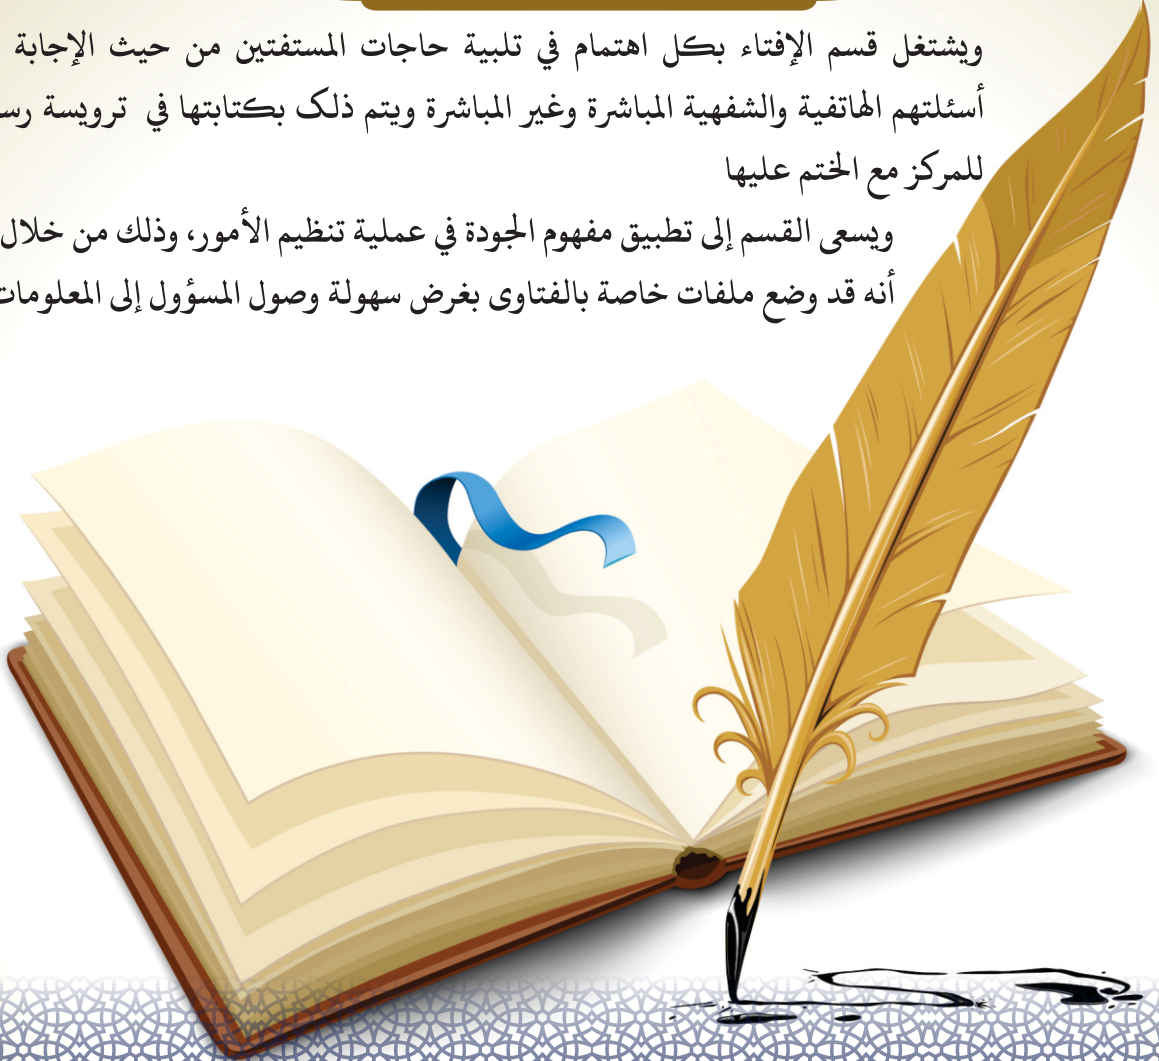 ويشتغل قسم الإفتاء بكل اهتمام في تلبية حاجات المستفتين من حيث الإجابة
أسئلتهم الهاتفية والشفهية المباشرة وغير المباشرة ويتم ذلک بكتابتها في ترويسة
للمركز مع الختم عليها
ويسعى القسم إلى تطبيق مفهوم الجودة في عملية تنظيم الأمور، وذلك من خلال
أنه قد وضع ملفات خاصة بالفتاوى بغرض سهولة وصول المسؤول إلى